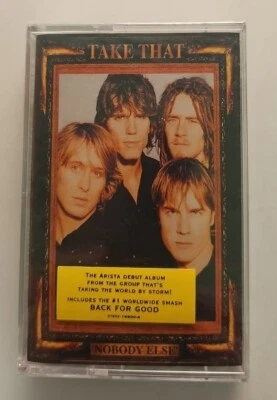 TAKE THAT
THE ARISTA DEBUT ALBUM
FROM THE GROUP THAT'S
TAKING THE WORLD BY STORM!
INCLUDES THE #1 WORLDWIDE SMASH
BACK FOR GOOD
NOBODY ELSE